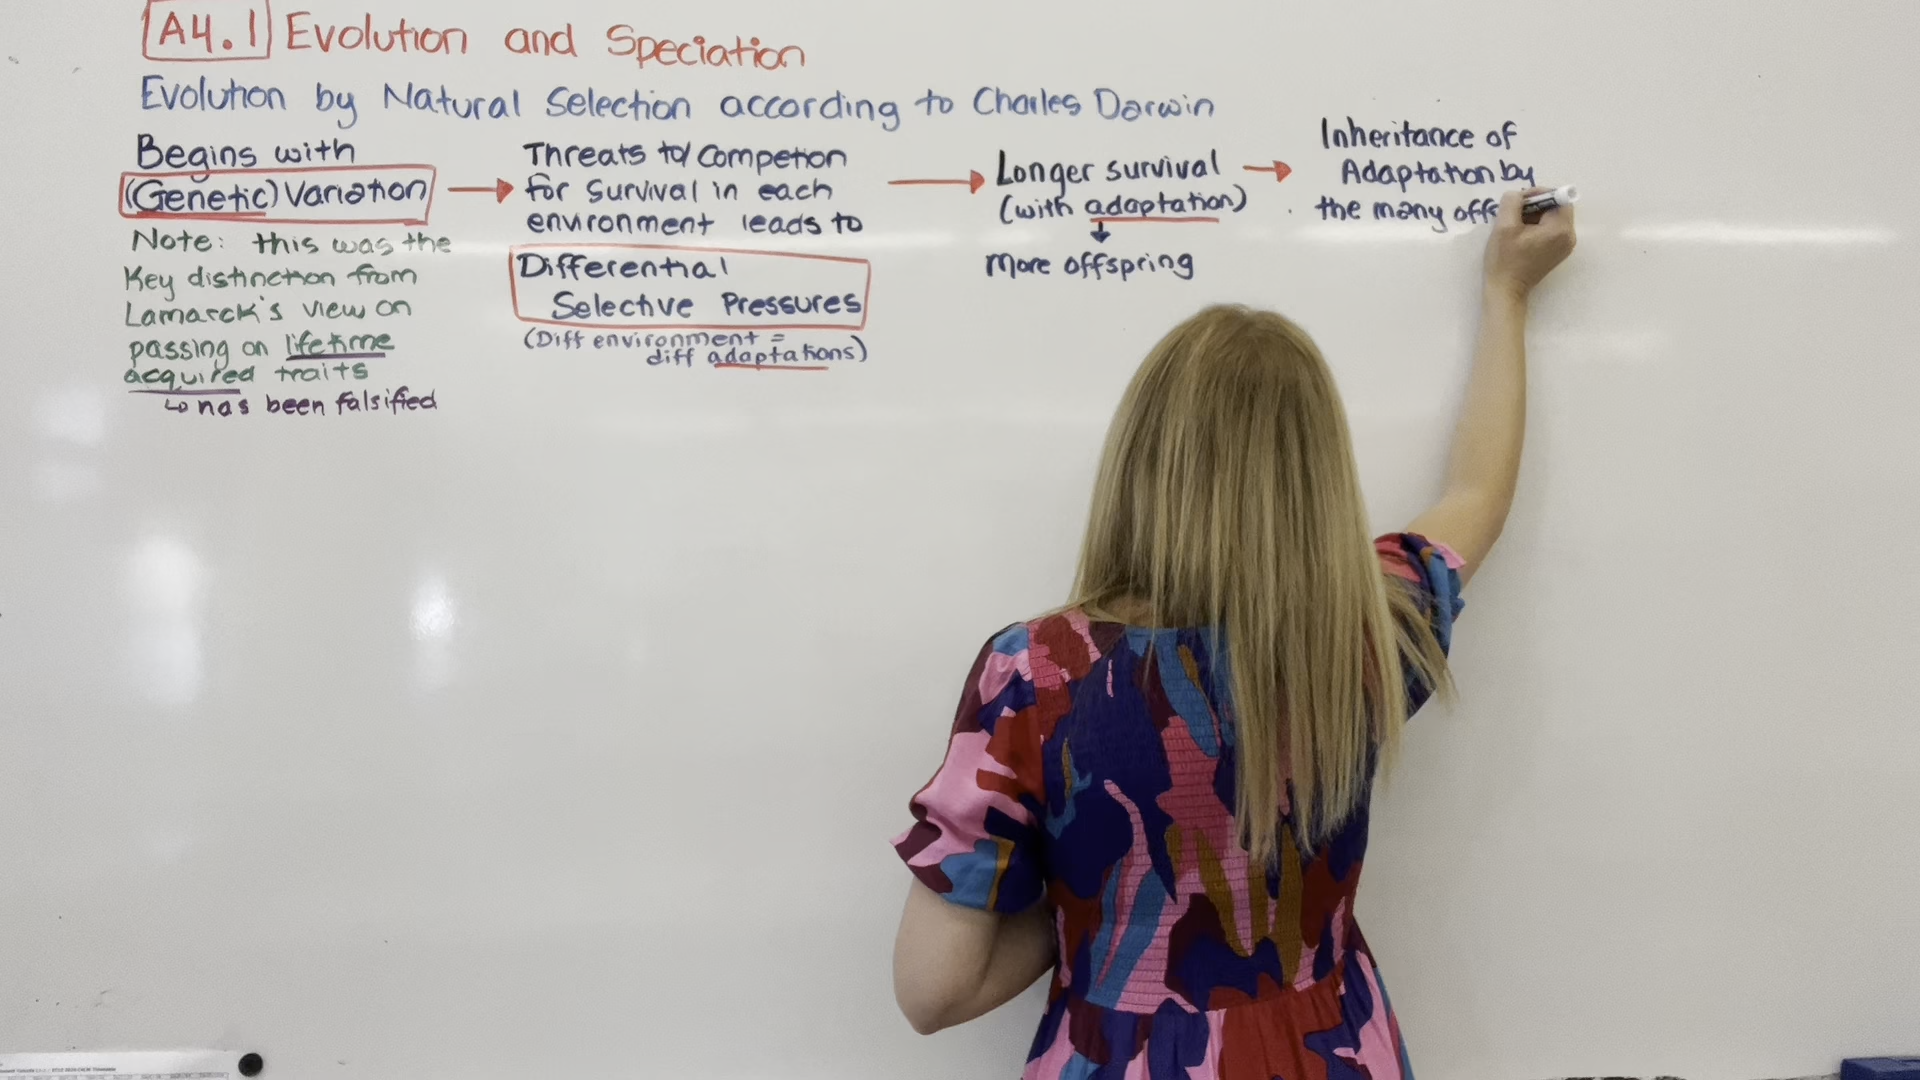 A4.1 Evolution and Speciation
Evolution by Natural Selection according to Charles Darwin
Begins with
(Genetic) Variation
Note: this was the
key distinction from
Lamarck's view on
passing on lifetime
acquired traits
↳ has been falsified
Threats to/Competion
for survival in each
environment leads to
Differential
Selective Pressures
(Diff environment =
diff adaptations)
Longer survival
(with adaptation)
More offspring
Inheritance of
Adaptation by
the many offs